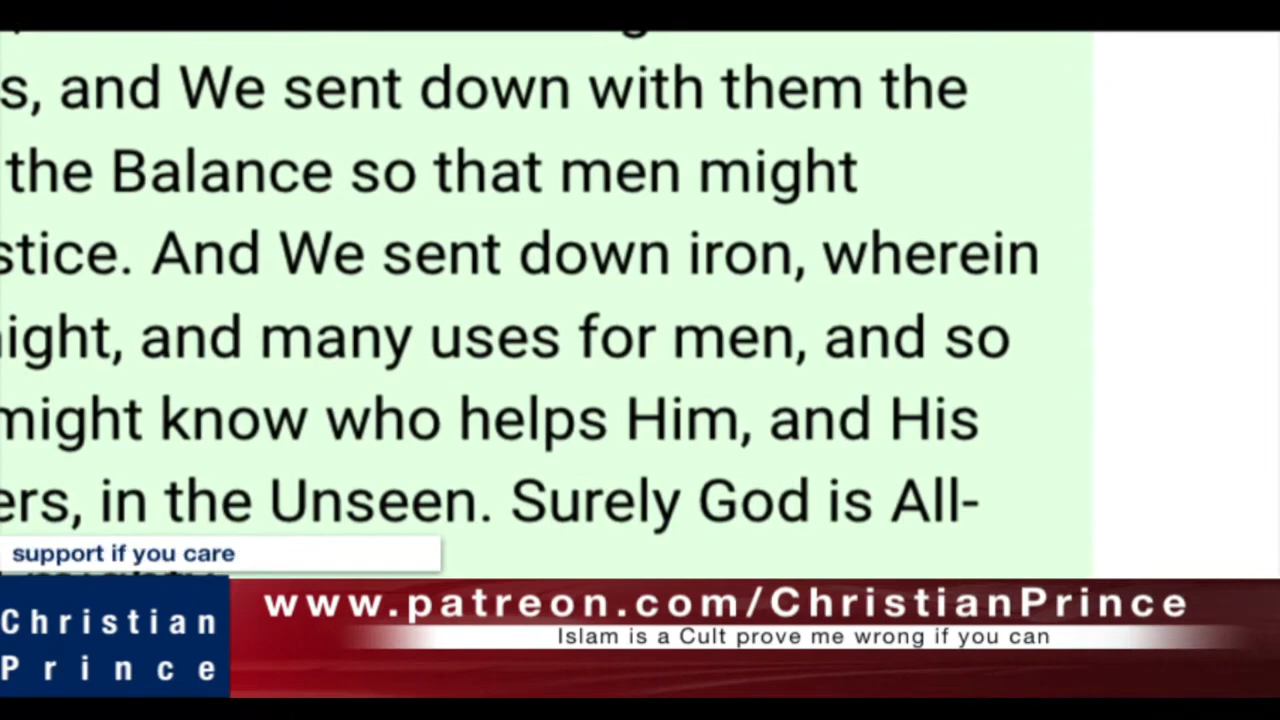 s, and We sent down with them the
the Balance so that men might
stice. And We sent down iron, wherein
ight, and many uses for men, and so
might know who helps Him, and His
ers, in the Unseen. Surely God is All-
support if you care
Christian
Prince
www.patreon.com/ChristianPrince
Islam is a Cult prove me wrong if you can